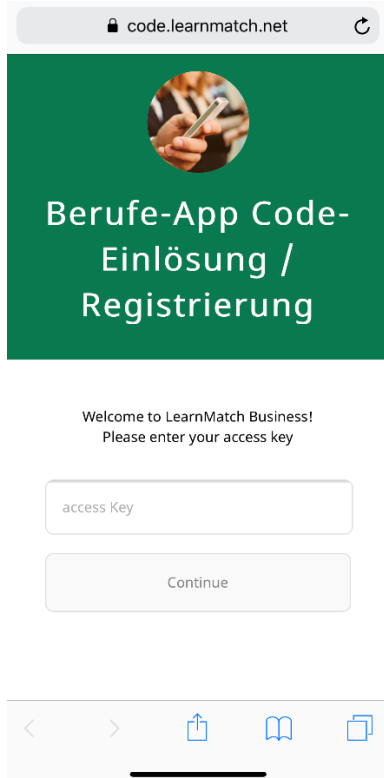 code.learnmatch.net
Berufe-App Code-
Einlösung /
Registrierung
Welcome to LearnMatch Business!
Please enter your access key
access Key
Continue